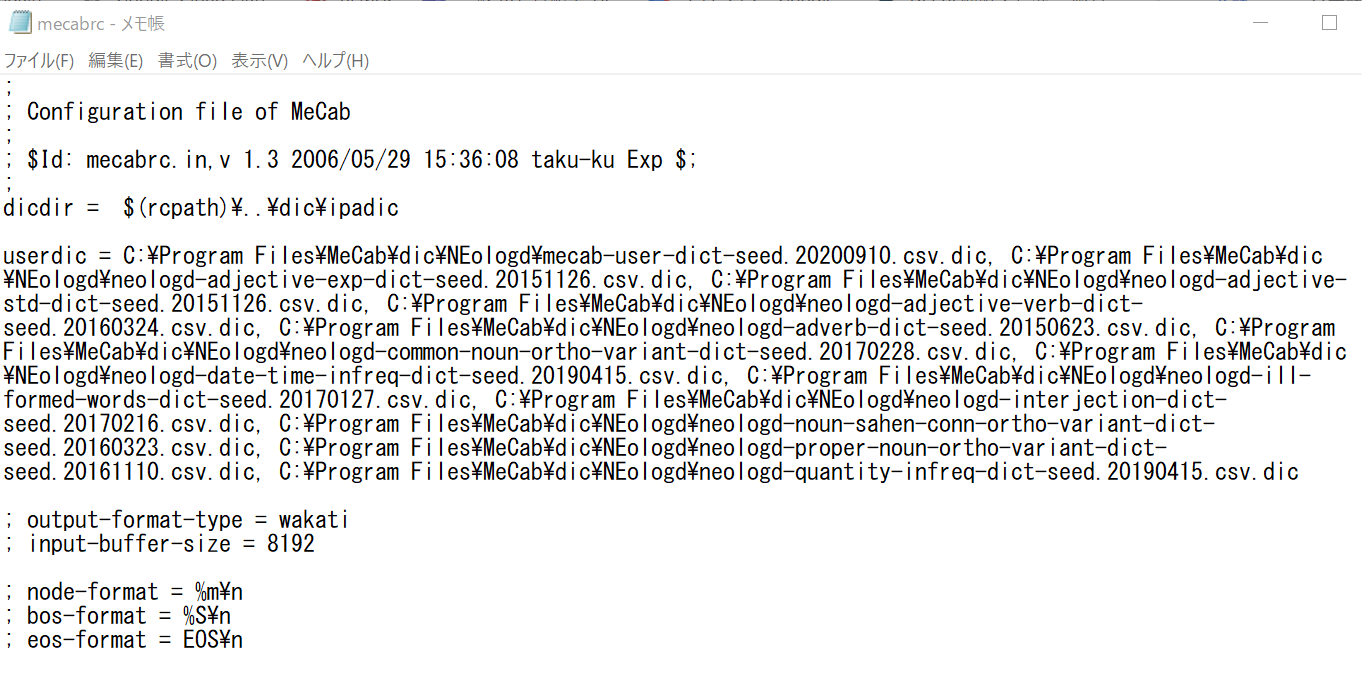 mecabrc - メモ帳
ファイル(F) 編集(E) 書式(O) 表示(V) ヘルプ(H)
;
; Configuration file of MeCab
;
; $Id: mecabrc.in,v 1.3 2006/05/29 15:36:08 taku-ku Exp $;
;
dicdir =  $(rcpath)¥..¥dic¥ipadic
userdic = C:¥Program Files¥MeCab¥dic¥NEologd¥mecab-user-dict-seed.20200910.csv.dic, C:¥Program Files¥MeCab¥dic
¥NEologd¥neologd-adjective-exp-dict-seed.20151126.csv.dic, C:¥Program Files¥MeCab¥dic¥NEologd¥neologd-adjective-
std-dict-seed.20151126.csv.dic, C:¥Program Files¥MeCab¥dic¥NEologd¥neologd-adjective-verb-dict-
seed.20160324.csv.dic, C:¥Program Files¥MeCab¥dic¥NEologd¥neologd-adverb-dict-seed.20150623.csv.dic, C:¥Program
Files¥MeCab¥dic¥NEologd¥neologd-common-noun-ortho-variant-dict-seed.20170228.csv.dic, C:¥Program Files¥MeCab¥dic
¥NEologd¥neologd-date-time-infreq-dict-seed.20190415.csv.dic, C:¥Program Files¥MeCab¥dic¥NEologd¥neologd-ill-
formed-words-dict-seed.20170127.csv.dic, C:¥Program Files¥MeCab¥dic¥NEologd¥neologd-interjection-dict-
seed.20170216.csv.dic, C:¥Program Files¥MeCab¥dic¥NEologd¥neologd-noun-sahen-conn-ortho-variant-dict-
seed.20160323.csv.dic, C:¥Program Files¥MeCab¥dic¥NEologd¥neologd-proper-noun-ortho-variant-dict-
seed.20161110.csv.dic, C:¥Program Files¥MeCab¥dic¥NEologd¥neologd-quantity-infreq-dict-seed.20190415.csv.dic
; output-format-type = wakati
; input-buffer-size = 8192
; node-format = %m¥n
; bos-format = %S¥n
; eos-format = EOS¥n